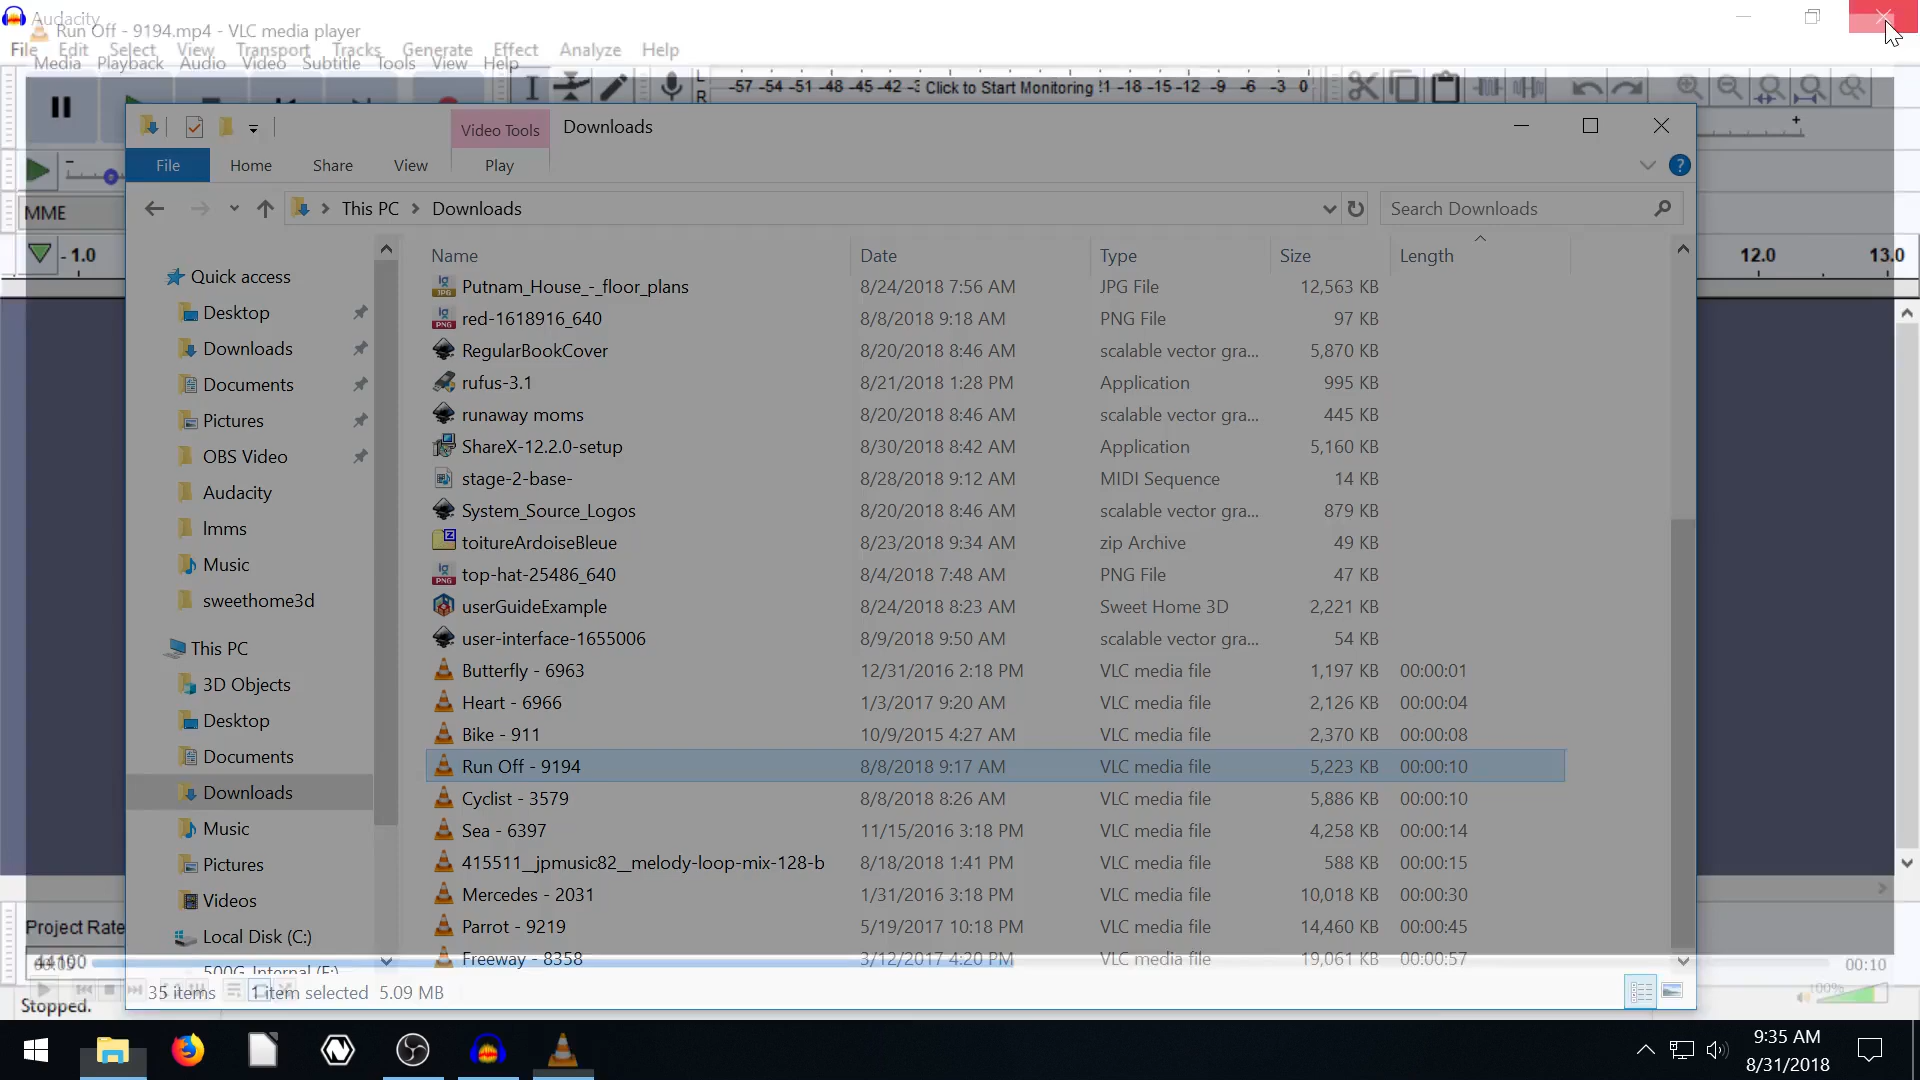 Audacity
Run Off - 9194.mp4 - VLC media player
File Edit Select View Transport Tracks Generate Effect Analyze Help
Media Playback Audio Video Subtitle Tools View Help
L
R
-57 -54 -51 -48 -45 -42 -3 Click to Start Monitoring !1 -18 -15 -12 -9 -6 -3 0
Video Tools Downloads
File Home Share View Play
MME
This PC Downloads
Search Downloads
- 1.0
12.0 13.0
Name Date Type Size Length
Quick access
Desktop
Downloads
Documents
Pictures
OBS Video
Audacity
lmms
Music
sweethome3d
This PC
3D Objects
Desktop
Documents
Downloads
Music
Pictures
Videos
Local Disk (C:)
500G Internal (F:)
Putnam_House_-_floor_plans 8/24/2018 7:56 AM JPG File 12,563 KB
red-1618916_640 8/8/2018 9:18 AM PNG File 97 KB
RegularBookCover 8/20/2018 8:46 AM scalable vector gra... 5,870 KB
rufus-3.1 8/21/2018 1:28 PM Application 995 KB
runaway moms 8/20/2018 8:46 AM scalable vector gra... 445 KB
ShareX-12.2.0-setup 8/30/2018 8:42 AM Application 5,160 KB
stage-2-base- 8/28/2018 9:12 AM MIDI Sequence 14 KB
System_Source_Logos 8/20/2018 8:46 AM scalable vector gra... 879 KB
toitureArdoiseBleue 8/23/2018 9:34 AM zip Archive 49 KB
top-hat-25486_640 8/4/2018 7:48 AM PNG File 47 KB
userGuideExample 8/24/2018 8:23 AM Sweet Home 3D 2,221 KB
user-interface-1655006 8/9/2018 9:50 AM scalable vector gra... 54 KB
Butterfly - 6963 12/31/2016 2:18 PM VLC media file 1,197 KB 00:00:01
Heart - 6966 1/3/2017 9:20 AM VLC media file 2,126 KB 00:00:04
Bike - 911 10/9/2015 4:27 AM VLC media file 2,370 KB 00:00:08
Run Off - 9194 8/8/2018 9:17 AM VLC media file 5,223 KB 00:00:10
Cyclist - 3579 8/8/2018 8:26 AM VLC media file 5,886 KB 00:00:10
Sea - 6397 11/15/2016 3:18 PM VLC media file 4,258 KB 00:00:14
415511__jpmusic82__melody-loop-mix-128-b 8/18/2018 1:41 PM VLC media file 588 KB 00:00:15
Mercedes - 2031 1/31/2016 3:18 PM VLC media file 10,018 KB 00:00:30
Parrot - 9219 5/19/2017 10:18 PM VLC media file 14,460 KB 00:00:45
Freeway - 8358 3/12/2017 4:20 PM VLC media file 19,061 KB 00:00:57
Project Rate
44100
00:10
35 items 1 item selected 5.09 MB
100%
Stopped.
9:35 AM
8/31/2018